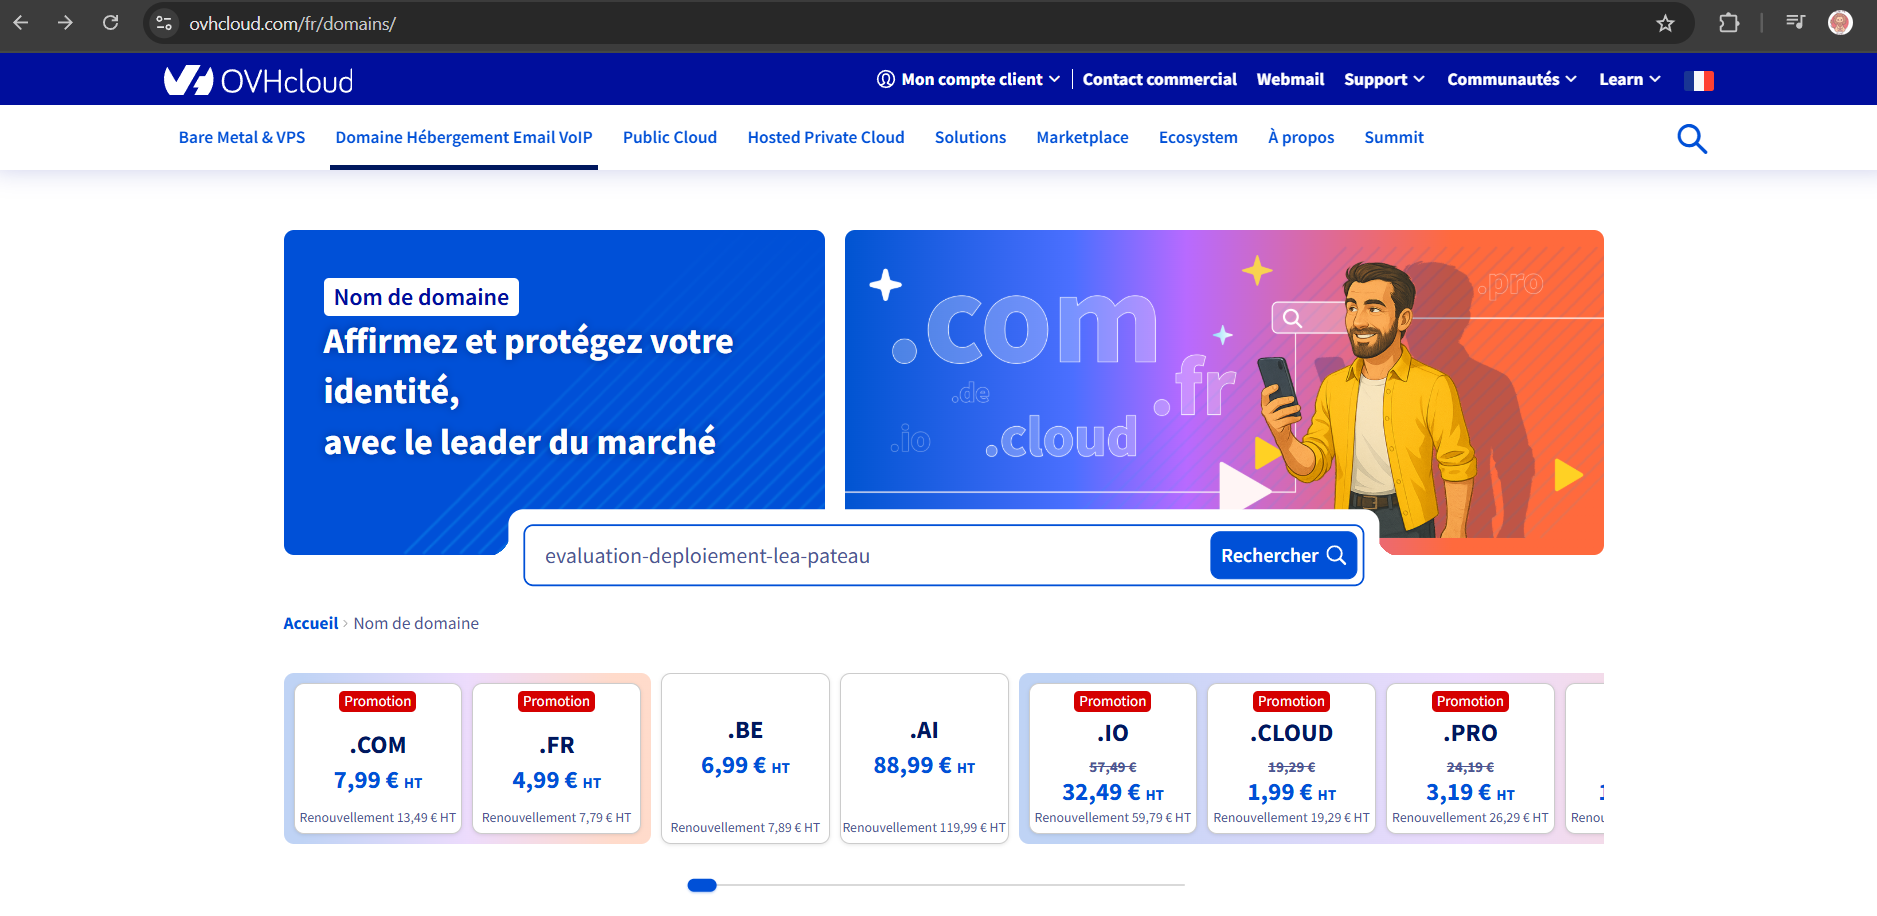 ovhcloud.com/fr/domains/
OVHcloud
Mon compte client
Contact commercial
Webmail
Support
Communautés
Learn
Bare Metal & VPS
Domaine Hébergement Email VoIP
Public Cloud
Hosted Private Cloud
Solutions
Marketplace
Ecosystem
À propos
Summit
Nom de domaine
Affirmez et protégez votre
identité,
avec le leader du marché
.com
.fr
.de
.io
.cloud
.pro
evaluation-deploiement-lea-pateau
Rechercher
Accueil › Nom de domaine
Promotion
.COM
7,99 € HT
Renouvellement 13,49 € HT
Promotion
.FR
4,99 € HT
Renouvellement 7,79 € HT
.BE
6,99 € HT
Renouvellement 7,89 € HT
.AI
88,99 € HT
Renouvellement 119,99 € HT
Promotion
.IO
57,49 €
32,49 € HT
Renouvellement 59,79 € HT
Promotion
.CLOUD
19,29 €
1,99 € HT
Renouvellement 19,29 € HT
Promotion
.PRO
24,19 €
3,19 € HT
Renouvellement 26,29 € HT